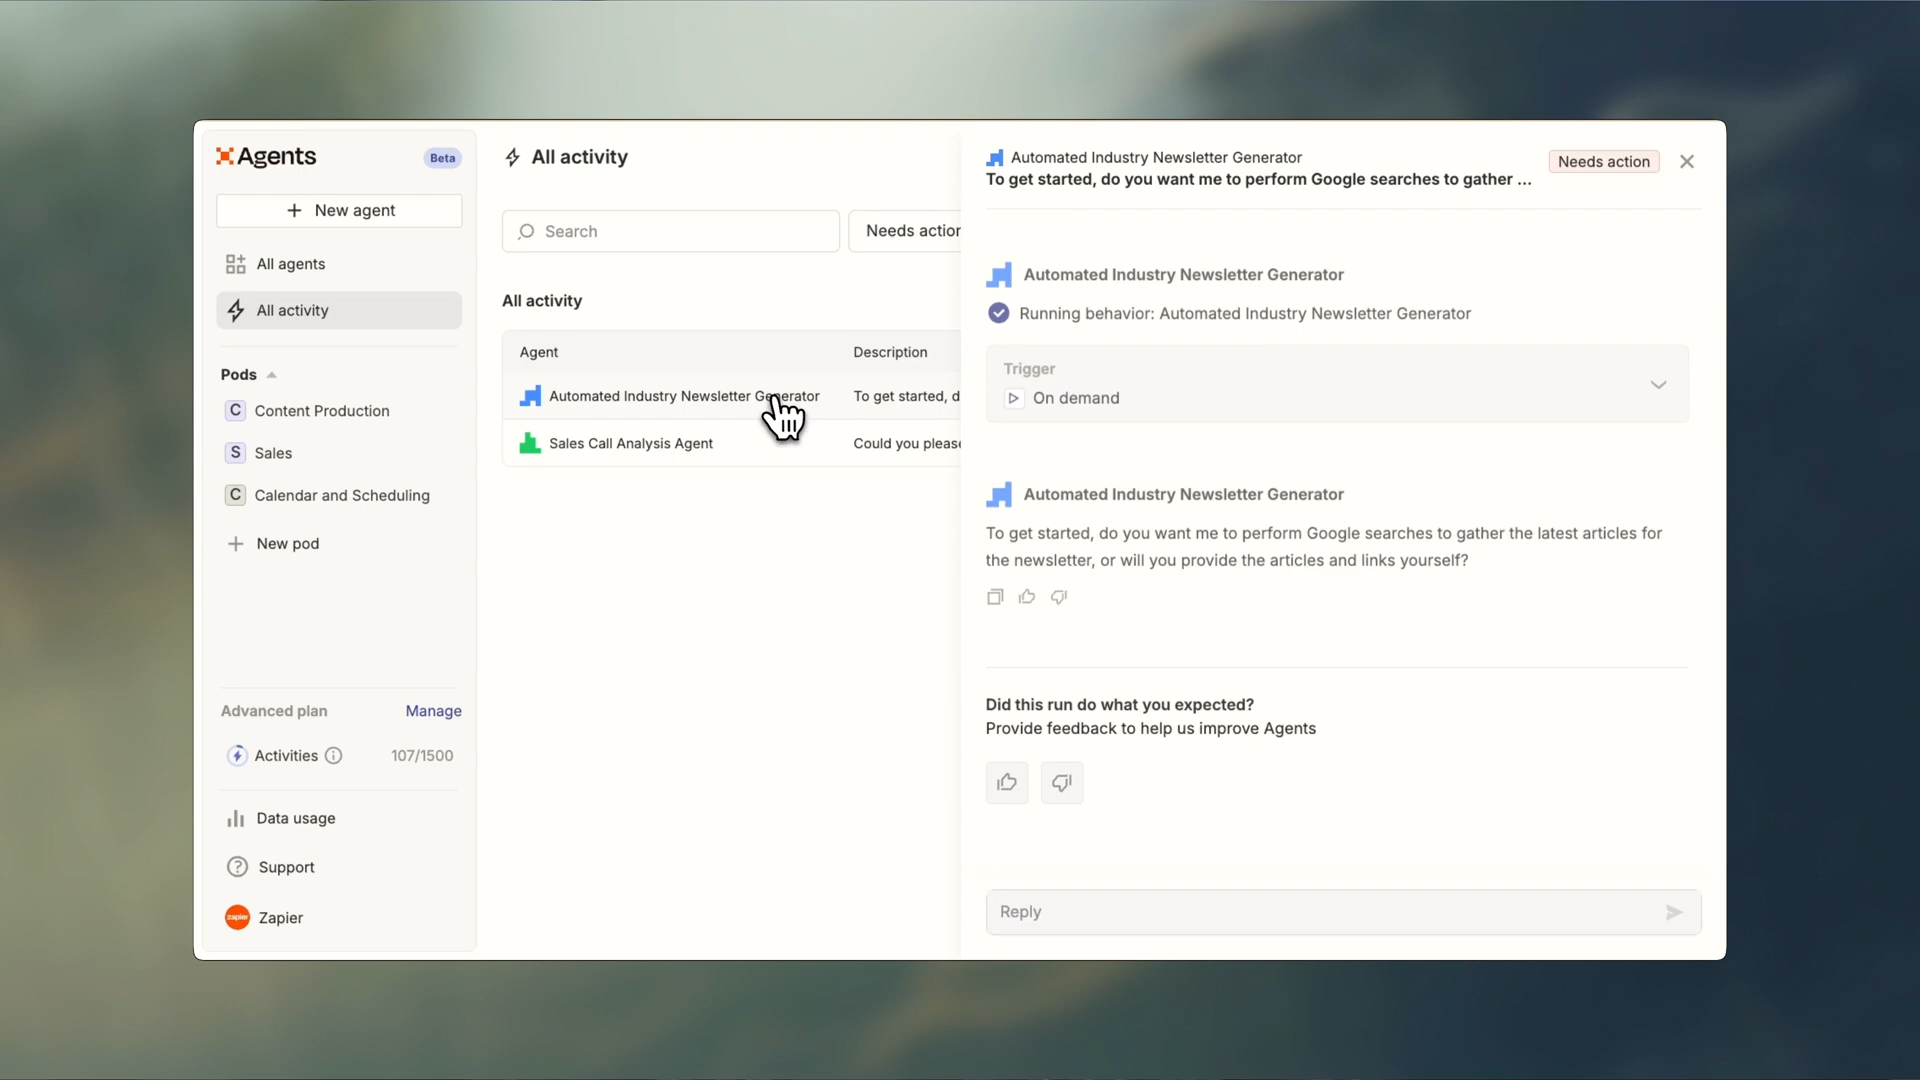 Agents
Beta
New agent
All agents
All activity
Pods
C Content Production
S Sales
C Calendar and Scheduling
New pod
Advanced plan
Manage
Activities
107/1500
Data usage
Support
zapier Zapier
All activity
Search
Needs action
All activity
Agent
Description
Automated Industry Newsletter Generator
To get started, d
Sales Call Analysis Agent
Could you please
Automated Industry Newsletter Generator
To get started, do you want me to perform Google searches to gather ...
Needs action
Automated Industry Newsletter Generator
Running behavior: Automated Industry Newsletter Generator
Trigger
On demand
Automated Industry Newsletter Generator
To get started, do you want me to perform Google searches to gather the latest articles for
the newsletter, or will you provide the articles and links yourself?
Did this run do what you expected?
Provide feedback to help us improve Agents
Reply